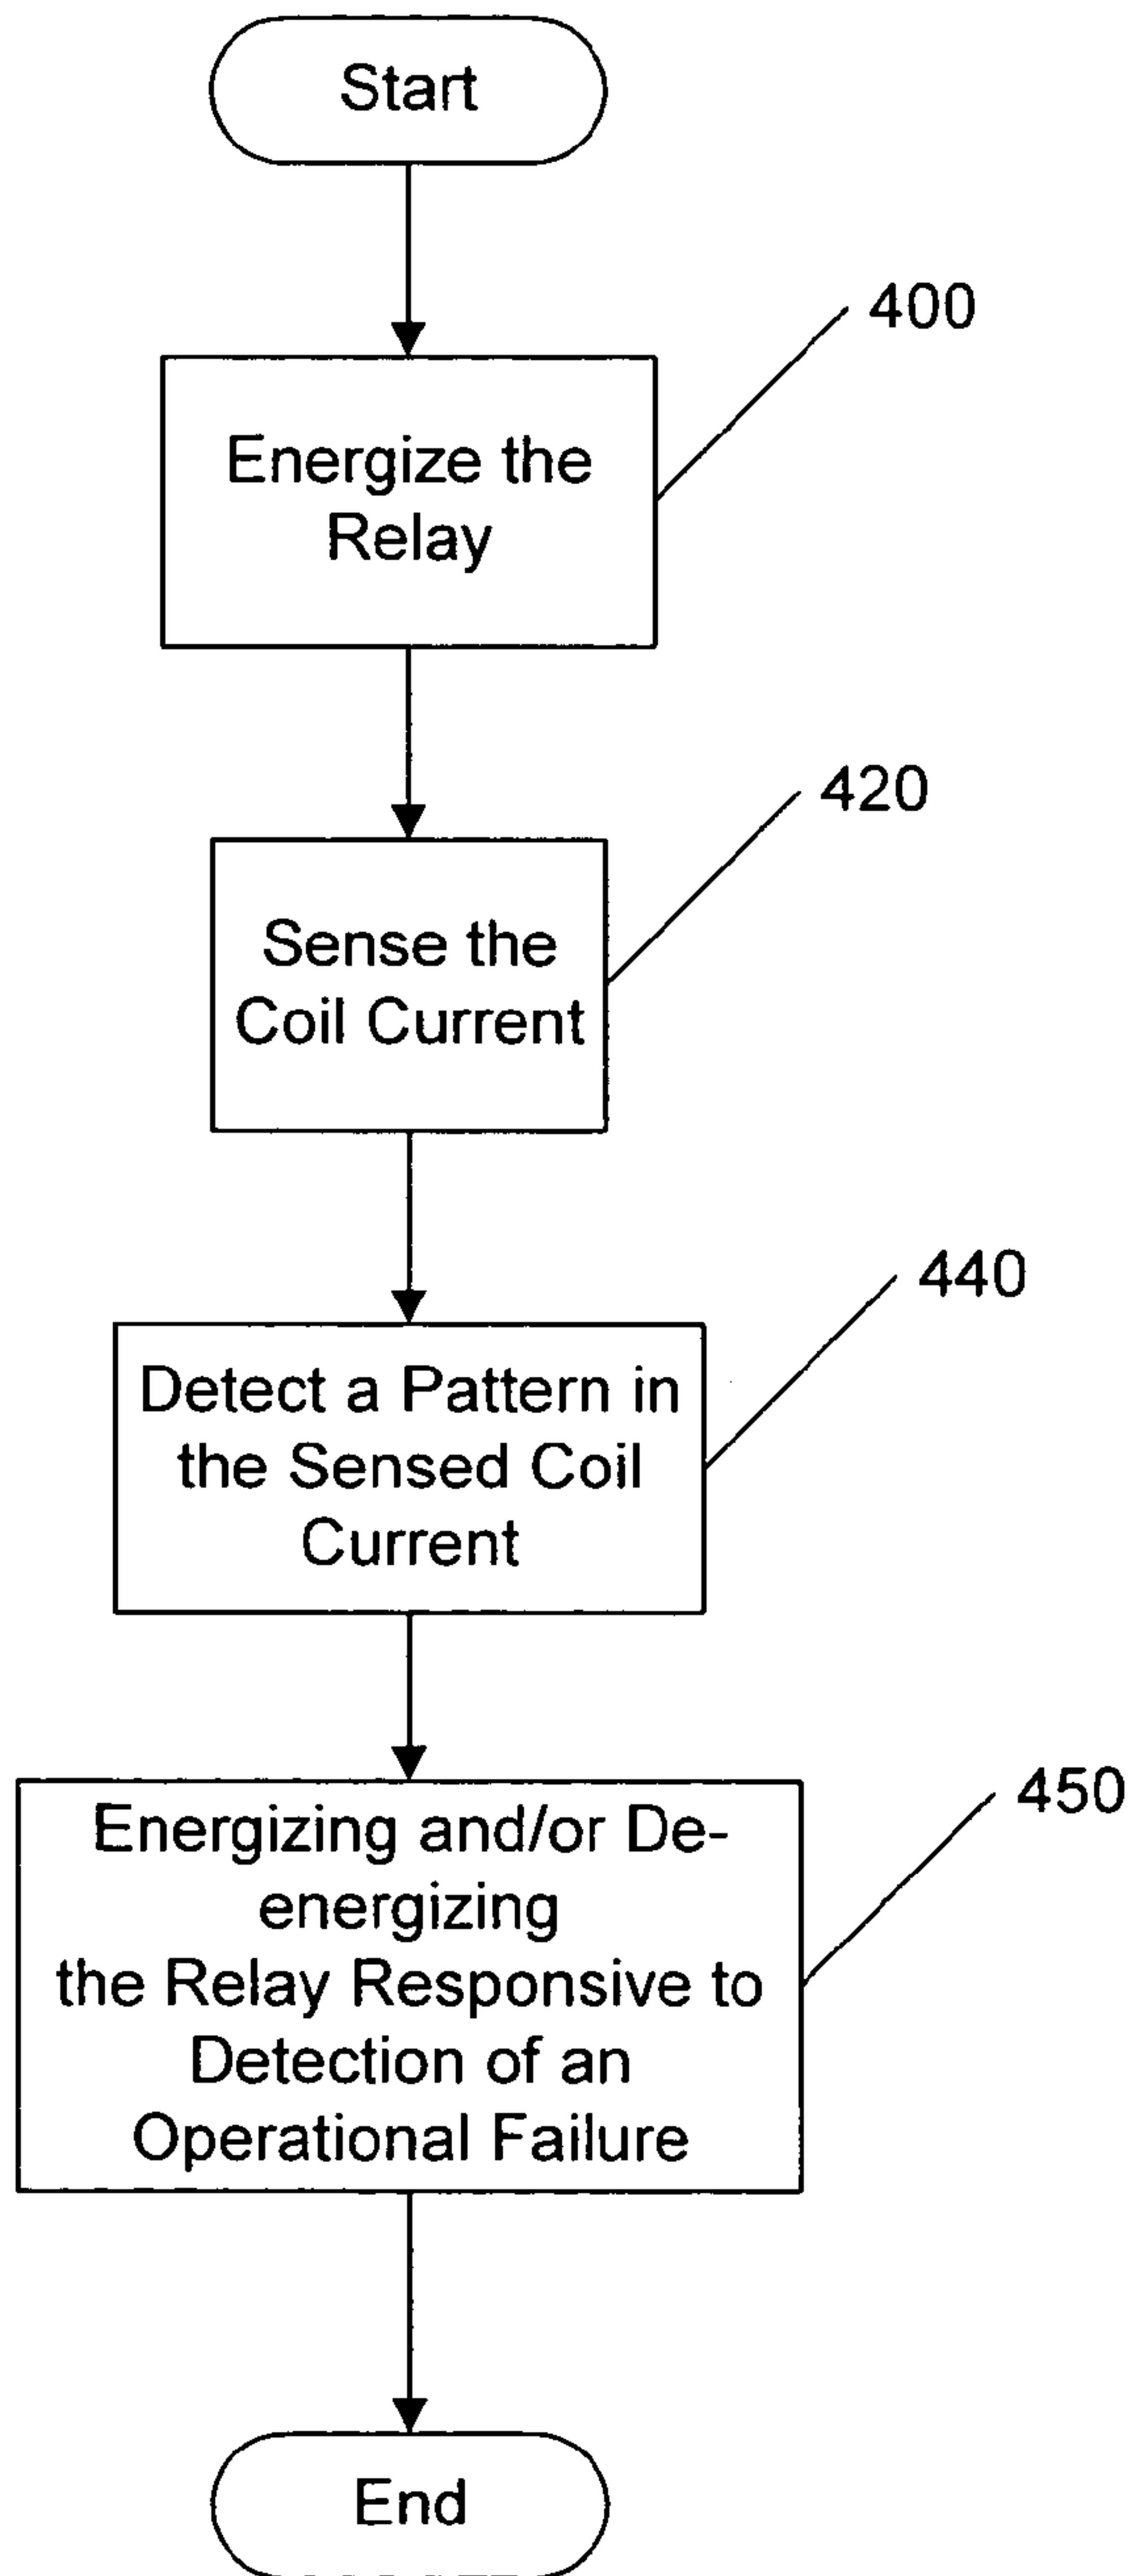 Start
400
Energize the
Relay
420
Sense the
Coil Current
440
Detect a Pattern in
the Sensed Coil
Current
450
Energizing and/or De-
energizing
the Relay Responsive to
Detection of an
Operational Failure
End